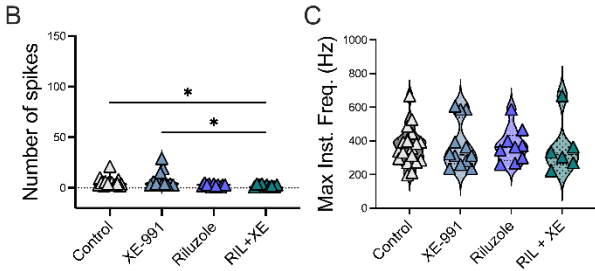 B
Number of spikes
150
100
50
0
*
*
Control
XE-991
Riluzole
RIL+XE
C
Max Inst. Freq. (Hz)
1000
800
600
400
200
0
Control
XE-991
Riluzole
RIL + XE